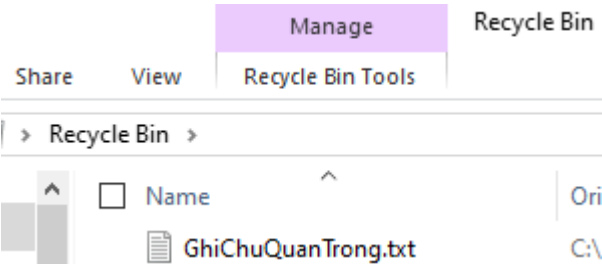 Manage
Recycle Bin
Share View Recycle Bin Tools
> Recycle Bin >
Name Ori
GhiChuQuanTrong.txt C:\